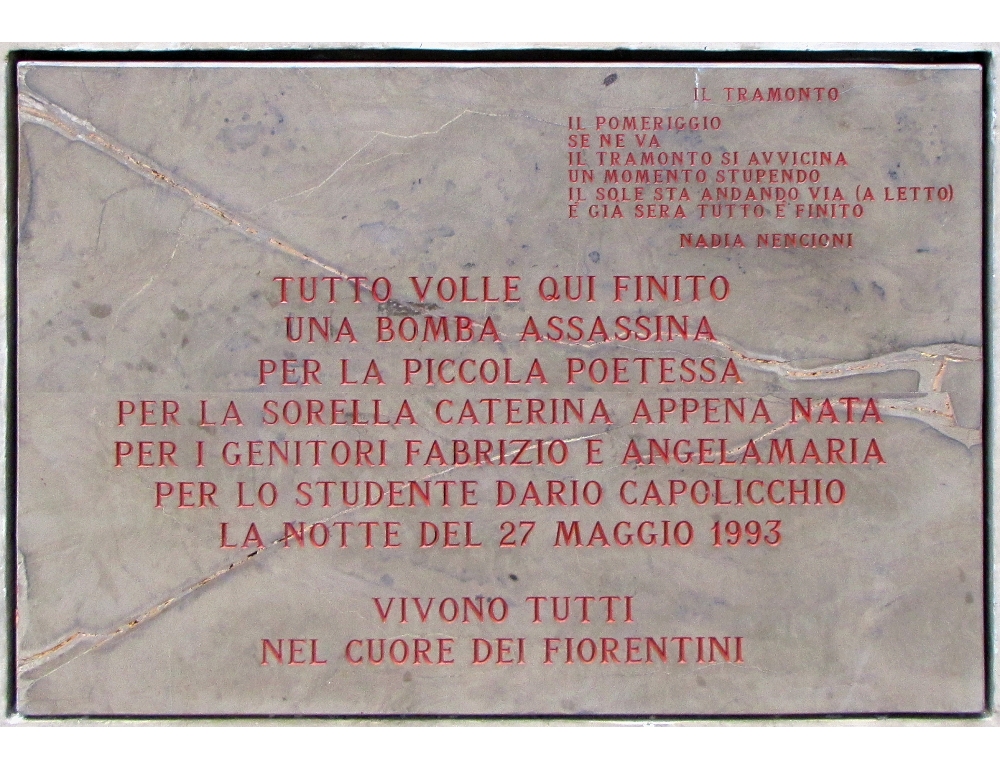 IL TRAMONTO
IL POMERIGGIO
SE NE VA
IL TRAMONTO SI AVVICINA
UN MOMENTO STUPENDO
IL SOLE STA ANDANDO VIA (A LETTO)
È GIÀ SERA TUTTO È FINITO
NADIA NENCIONI
TUTTO VOLLE QUI FINITO
UNA BOMBA ASSASSINA
PER LA PICCOLA POETESSA
PER LA SORELLA CATERINA APPENA NATA
PER I GENITORI FABRIZIO E ANGELAMARIA
PER LO STUDENTE DARIO CAPOLICCHIO
LA NOTTE DEL 27 MAGGIO 1993
VIVONO TUTTI
NEL CUORE DEI FIORENTINI